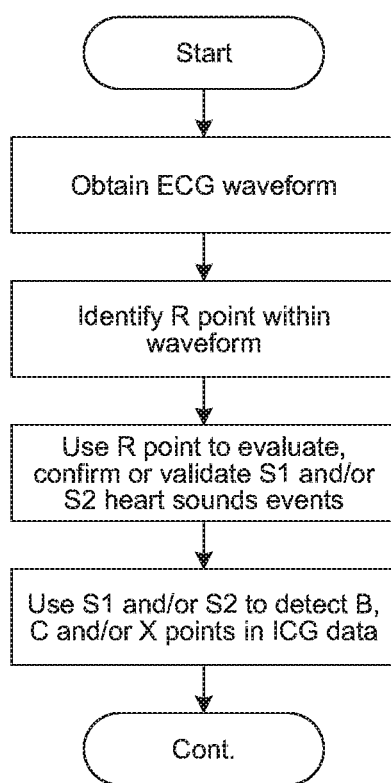 Start
Obtain ECG waveform
Identify R point within
waveform
Use R point to evaluate,
confirm or validate S1 and/or
S2 heart sounds events
Use S1 and/or S2 to detect B,
C and/or X points in ICG data
Cont.